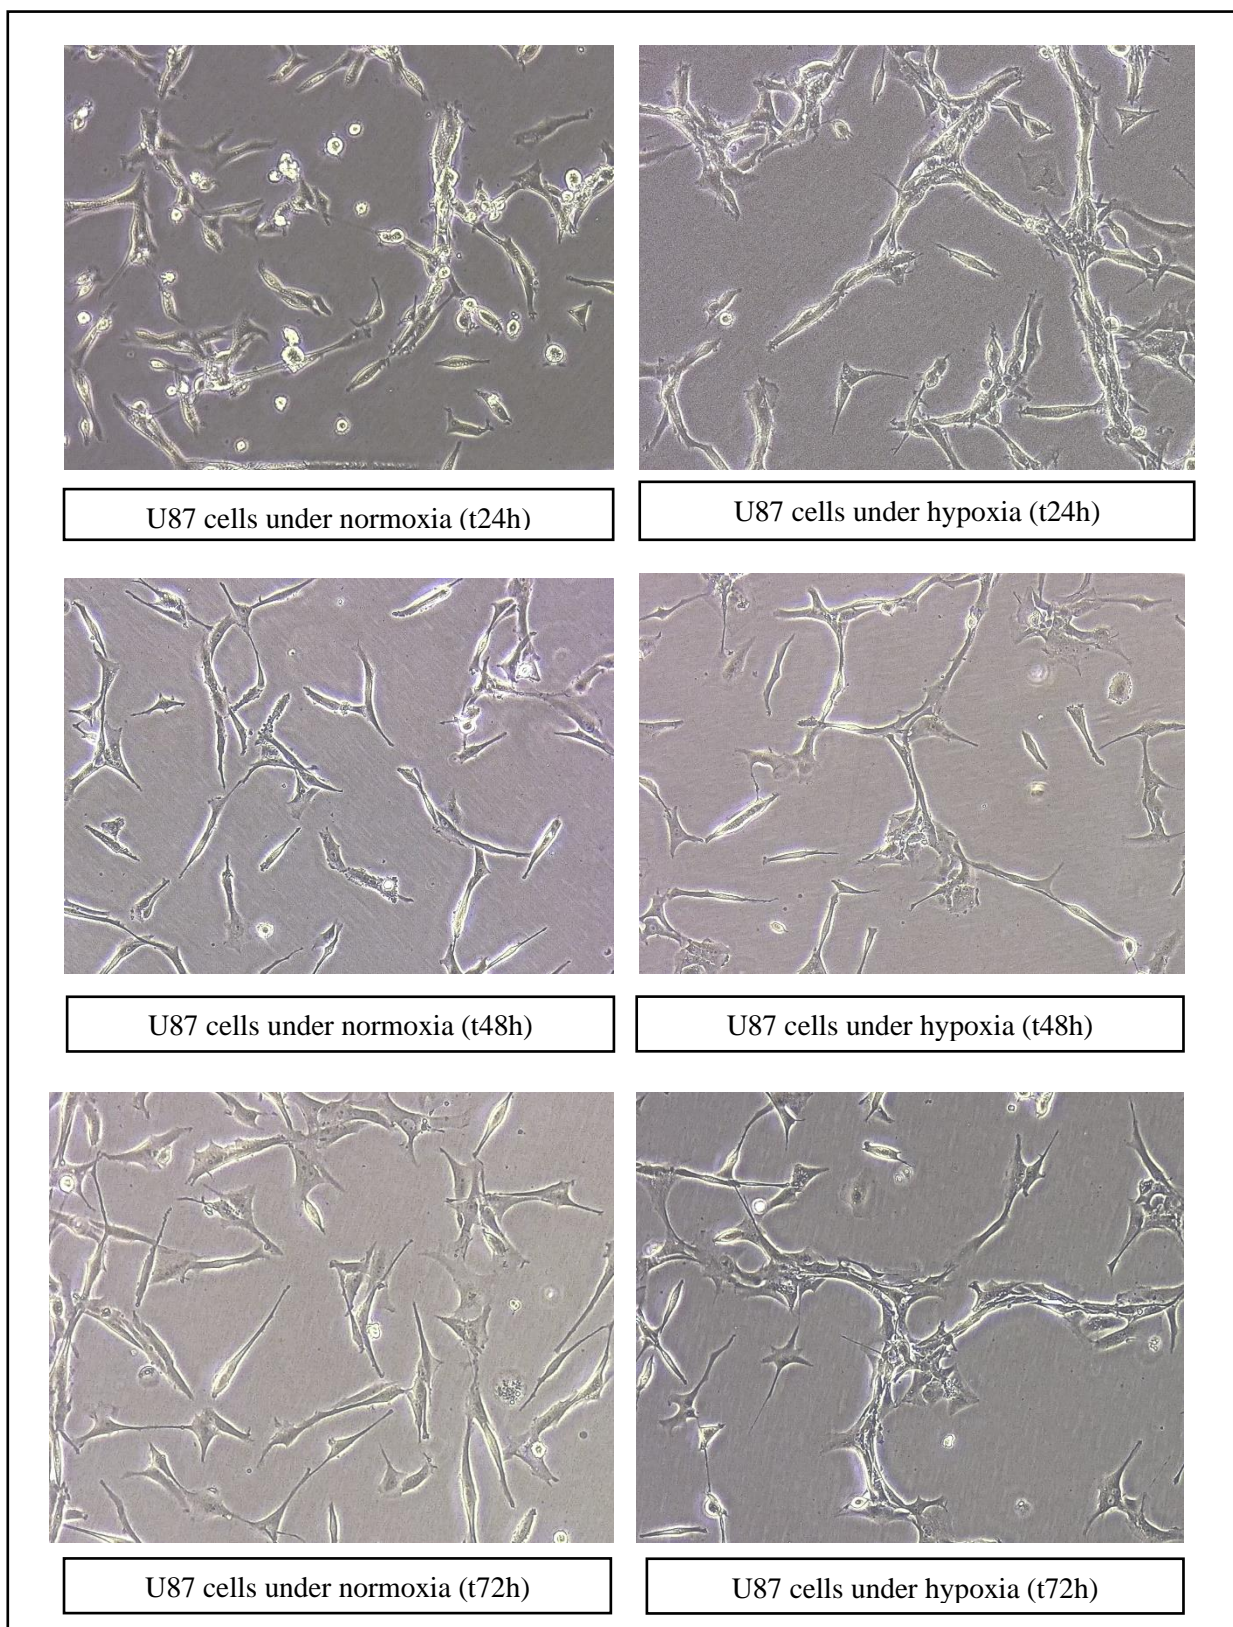 U87 cells under normoxia (t24h)
U87 cells under hypoxia (t24h)
U87 cells under normoxia (t48h)
U87 cells under hypoxia (t48h)
U87 cells under normoxia (t72h)
U87 cells under hypoxia (t72h)